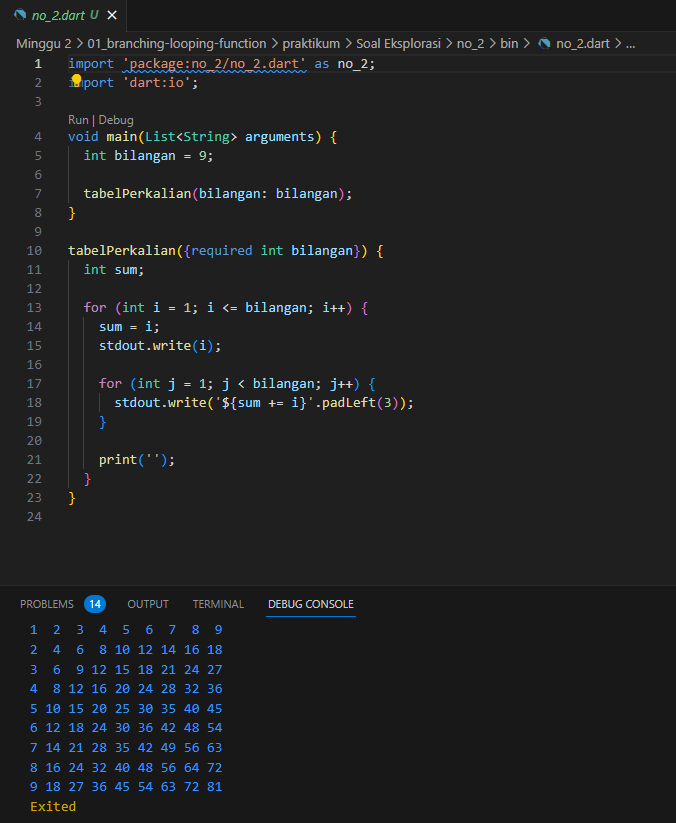 no_2.dart U
Minggu 2 > 01_branching-looping-function > praktikum > Soal Eksplorasi > no_2 > bin > no_2.dart > ...
1 import 'package:no_2/no_2.dart' as no_2;
2 import 'dart:io';
3
Run | Debug
4 void main(List<String> arguments) {
5   int bilangan = 9;
6
7   tabelPerkalian(bilangan: bilangan);
8 }
9
10 tabelPerkalian({required int bilangan}) {
11   int sum;
12
13   for (int i = 1; i <= bilangan; i++) {
14     sum = i;
15     stdout.write(i);
16
17     for (int j = 1; j < bilangan; j++) {
18       stdout.write('${sum += i}'.padLeft(3));
19     }
20
21     print('');
22   }
23 }
24
PROBLEMS 14 OUTPUT TERMINAL DEBUG CONSOLE
1  2  3  4  5  6  7  8  9
2  4  6  8 10 12 14 16 18
3  6  9 12 15 18 21 24 27
4  8 12 16 20 24 28 32 36
5 10 15 20 25 30 35 40 45
6 12 18 24 30 36 42 48 54
7 14 21 28 35 42 49 56 63
8 16 24 32 40 48 56 64 72
9 18 27 36 45 54 63 72 81
Exited